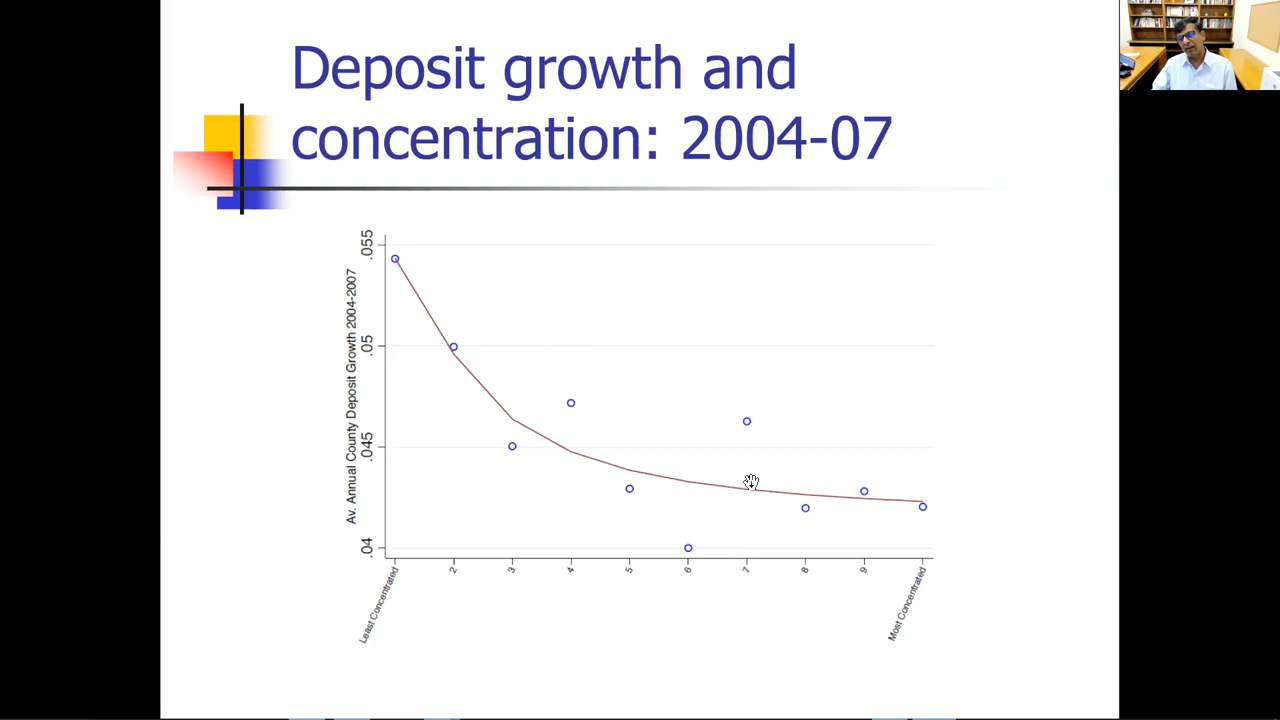 Deposit growth and
concentration: 2004-07
Av. Annual County Deposit Growth 2004-2007
.055
.05
.045
.04
Least Concentrated
2
3
4
5
6
7
8
9
Most Concentrated